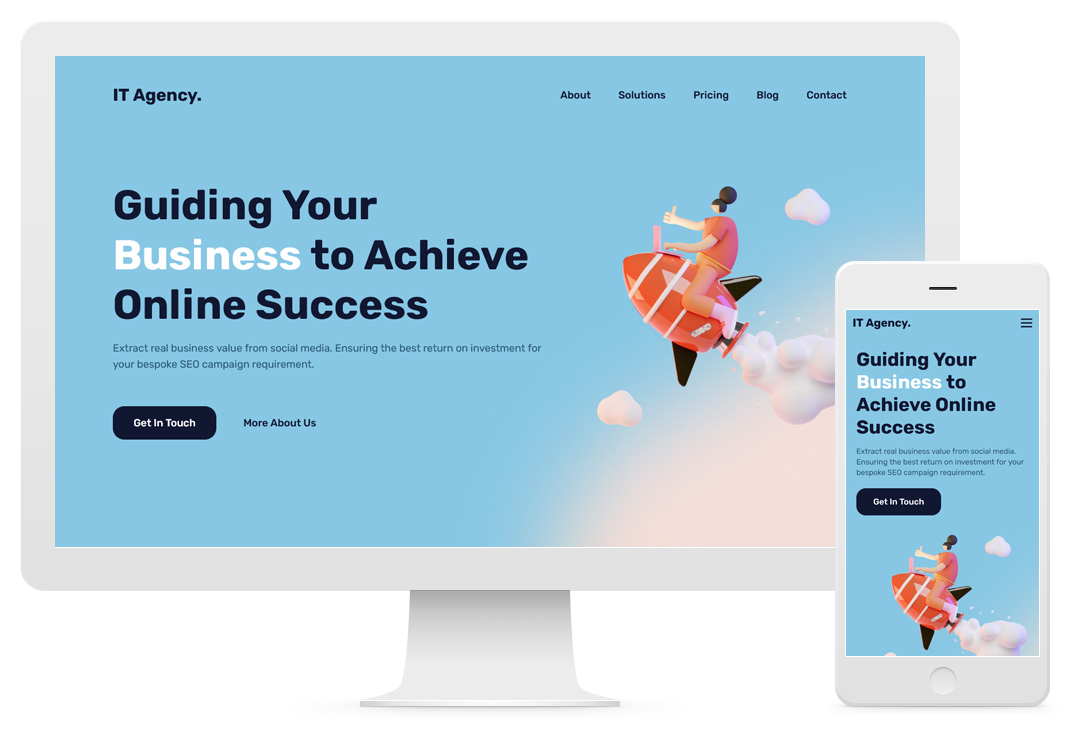 IT Agency.
About Solutions Pricing Blog Contact
Guiding Your
Business to Achieve
Online Success
Extract real business value from social media. Ensuring the best return on investment for
your bespoke SEO campaign requirement.
Get In Touch
More About Us
IT Agency.
Guiding Your
Business to
Achieve Online
Success
Extract real business value from social media.
Ensuring the best return on investment for your
bespoke SEO campaign requirement.
Get In Touch